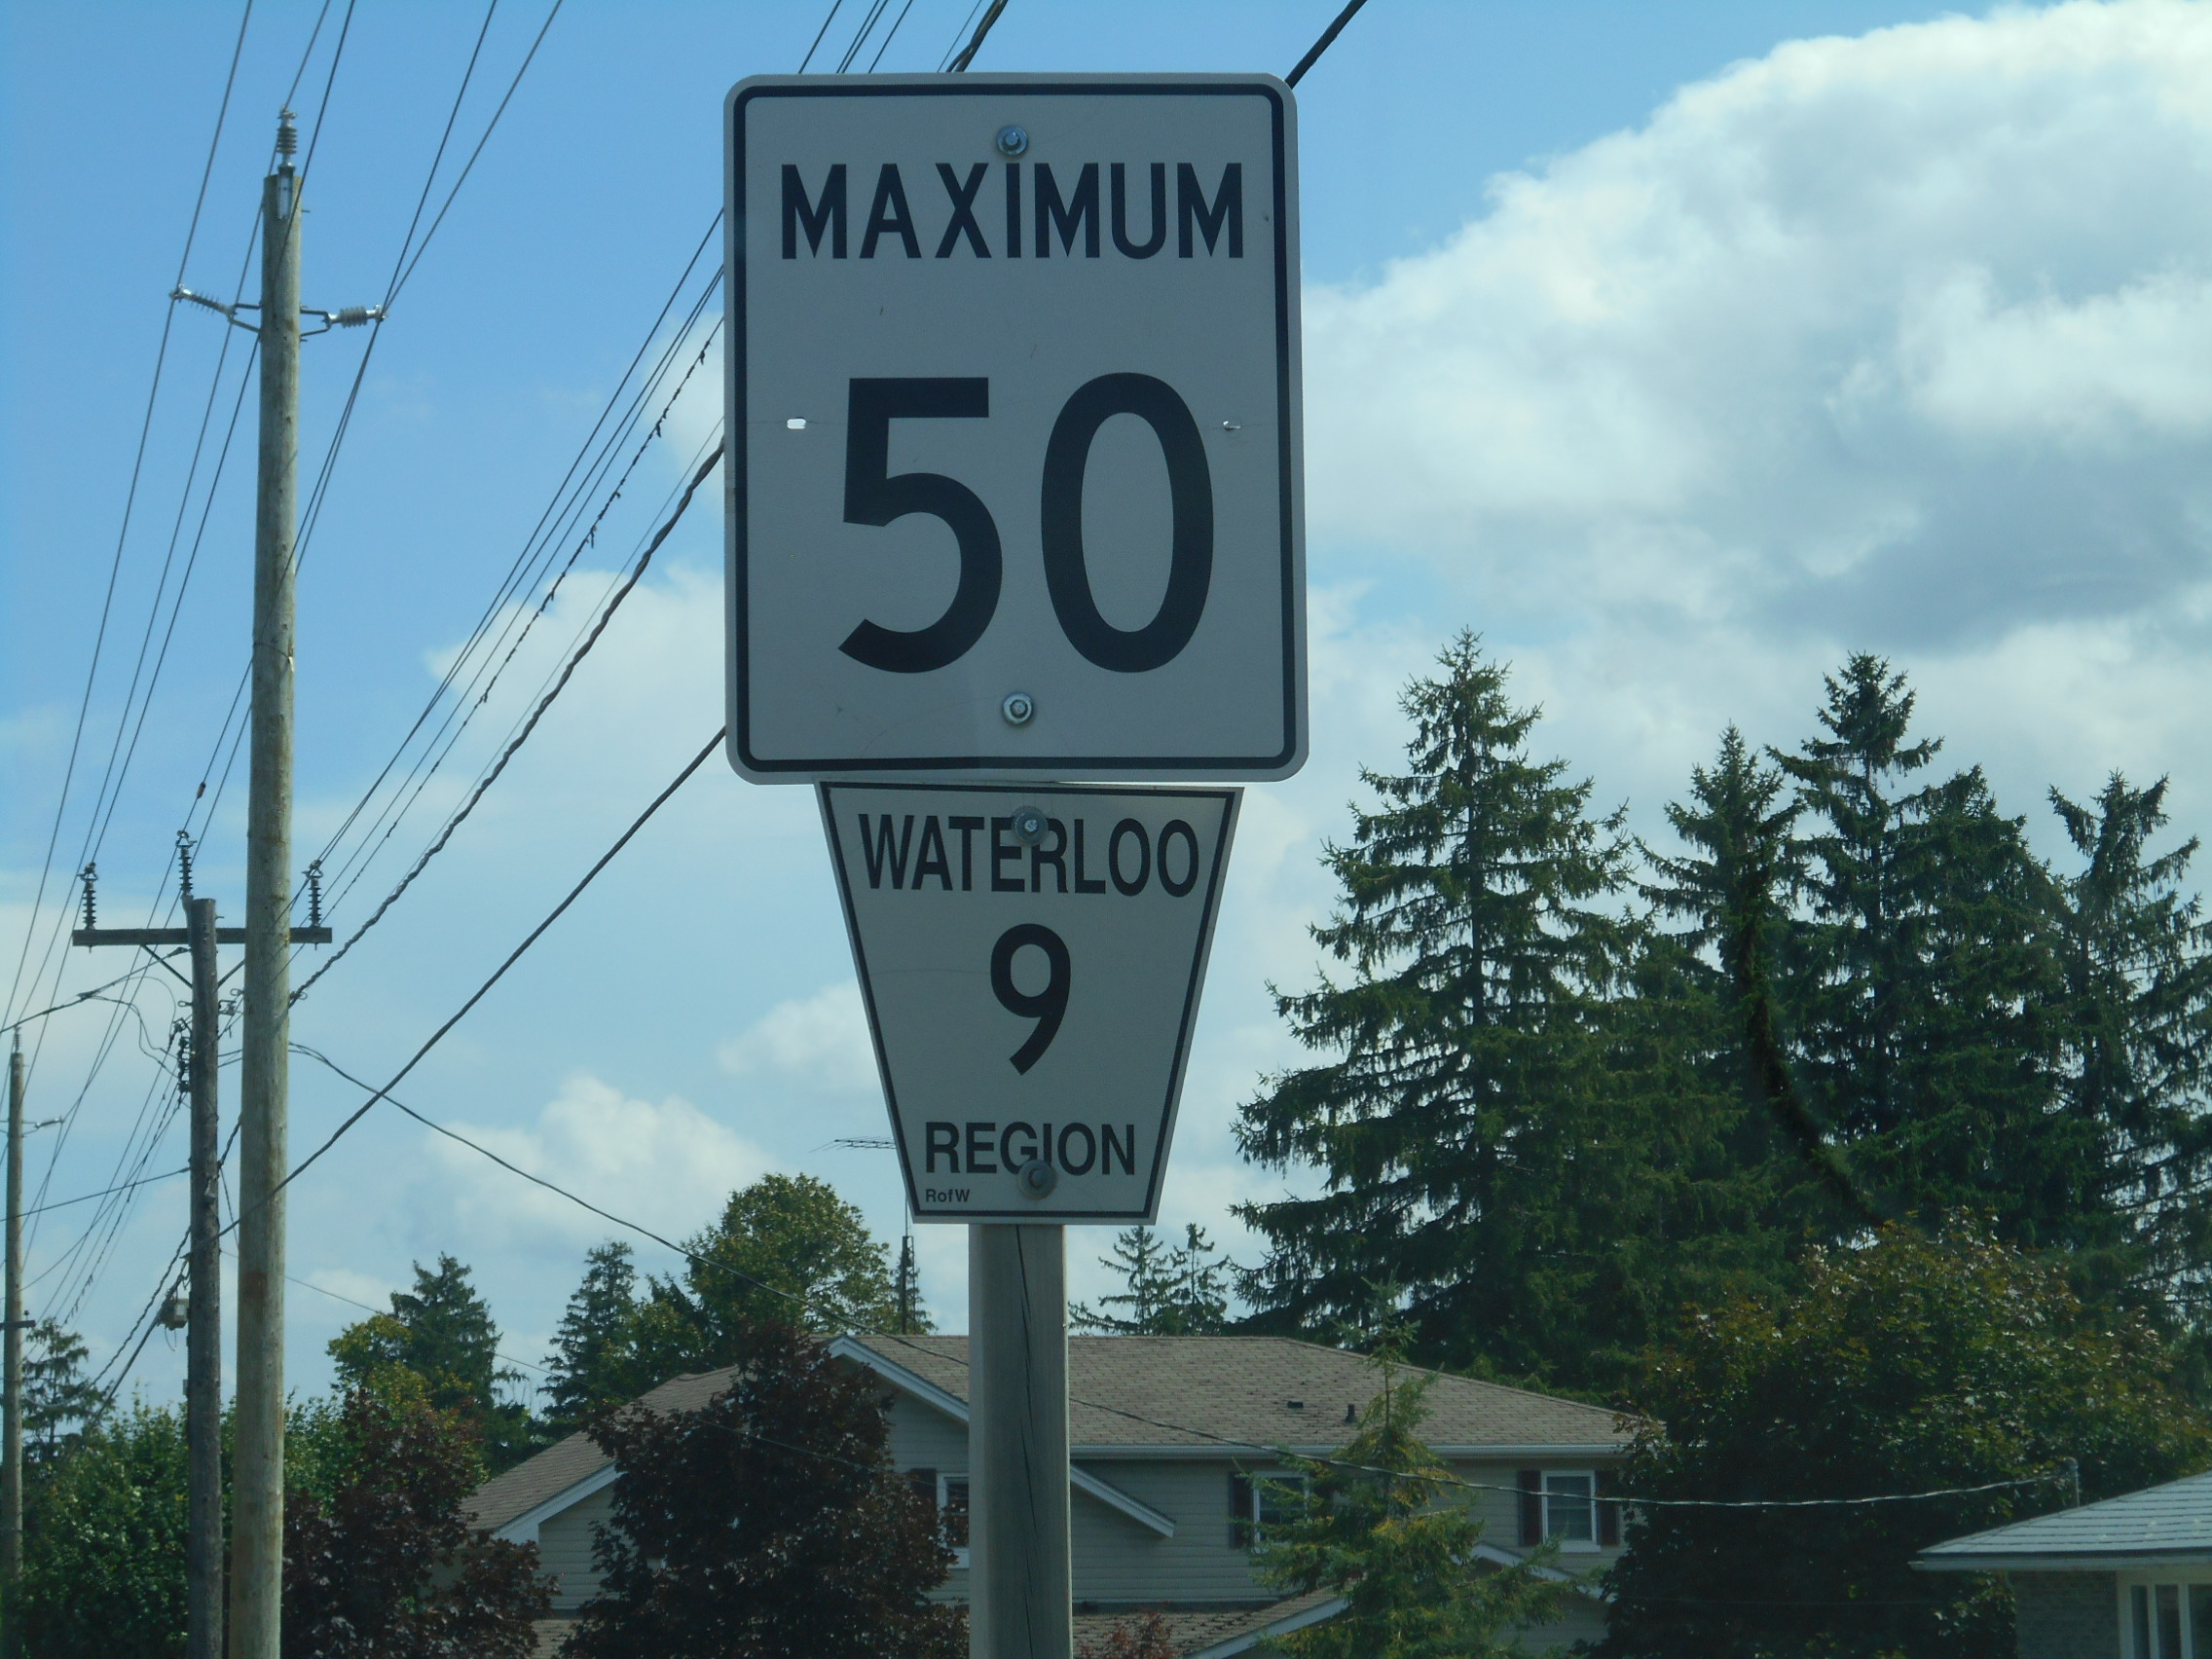 MAXIMUM
50
WATERLOO
9
REGION
RofW